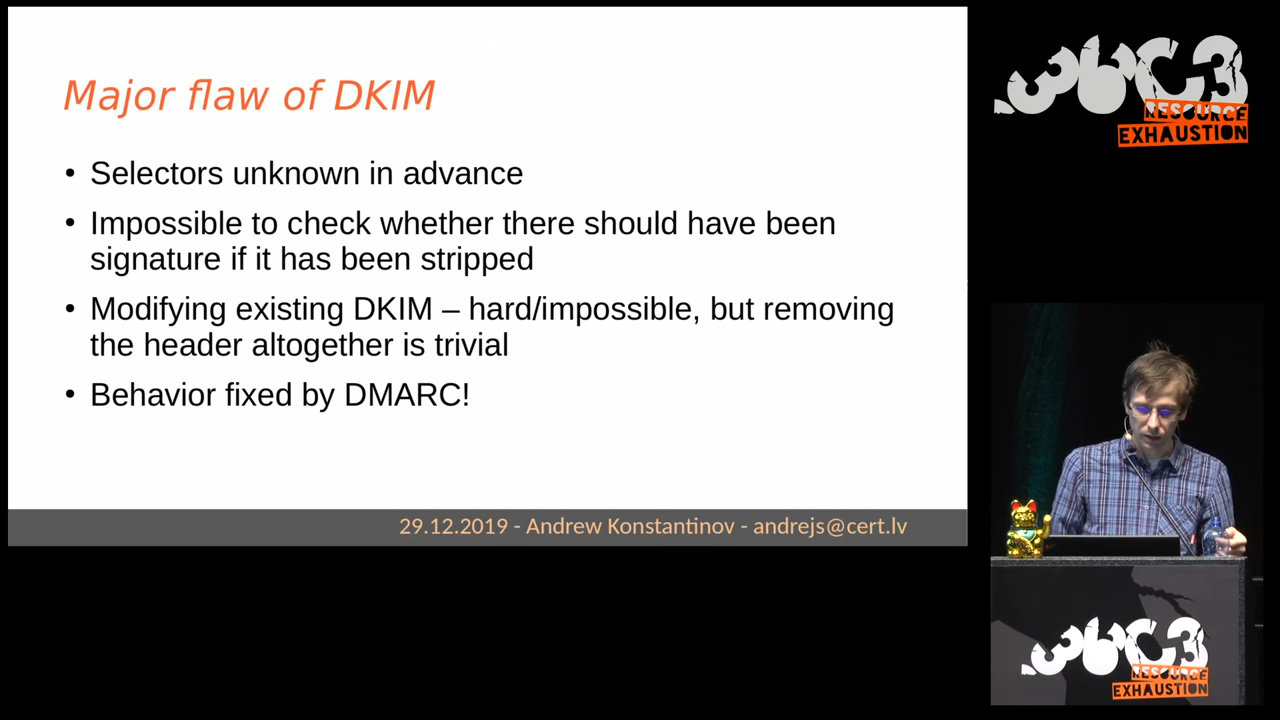 Major flaw of DKIM
• Selectors unknown in advance
• Impossible to check whether there should have been
signature if it has been stripped
• Modifying existing DKIM – hard/impossible, but removing
the header altogether is trivial
• Behavior fixed by DMARC!
29.12.2019 - Andrew Konstantinov - andrejs@cert.lv
36C3
RESOURCE
EXHAUSTION
36C3
RESOURCE
EXHAUSTION